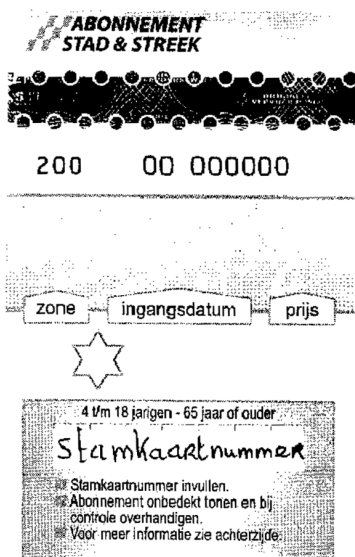 ABONNEMENT
STAD & STREEK
200 00 000000
zone ingangsdatum prijs
4 t/m 18 jarigen - 65 jaar of ouder
Stamkaartnummer
Stamkaartnummer invullen.
Abonnement onbedekt tonen en bij
controle overhandigen.
Voor meer informatie zie achterzijde.